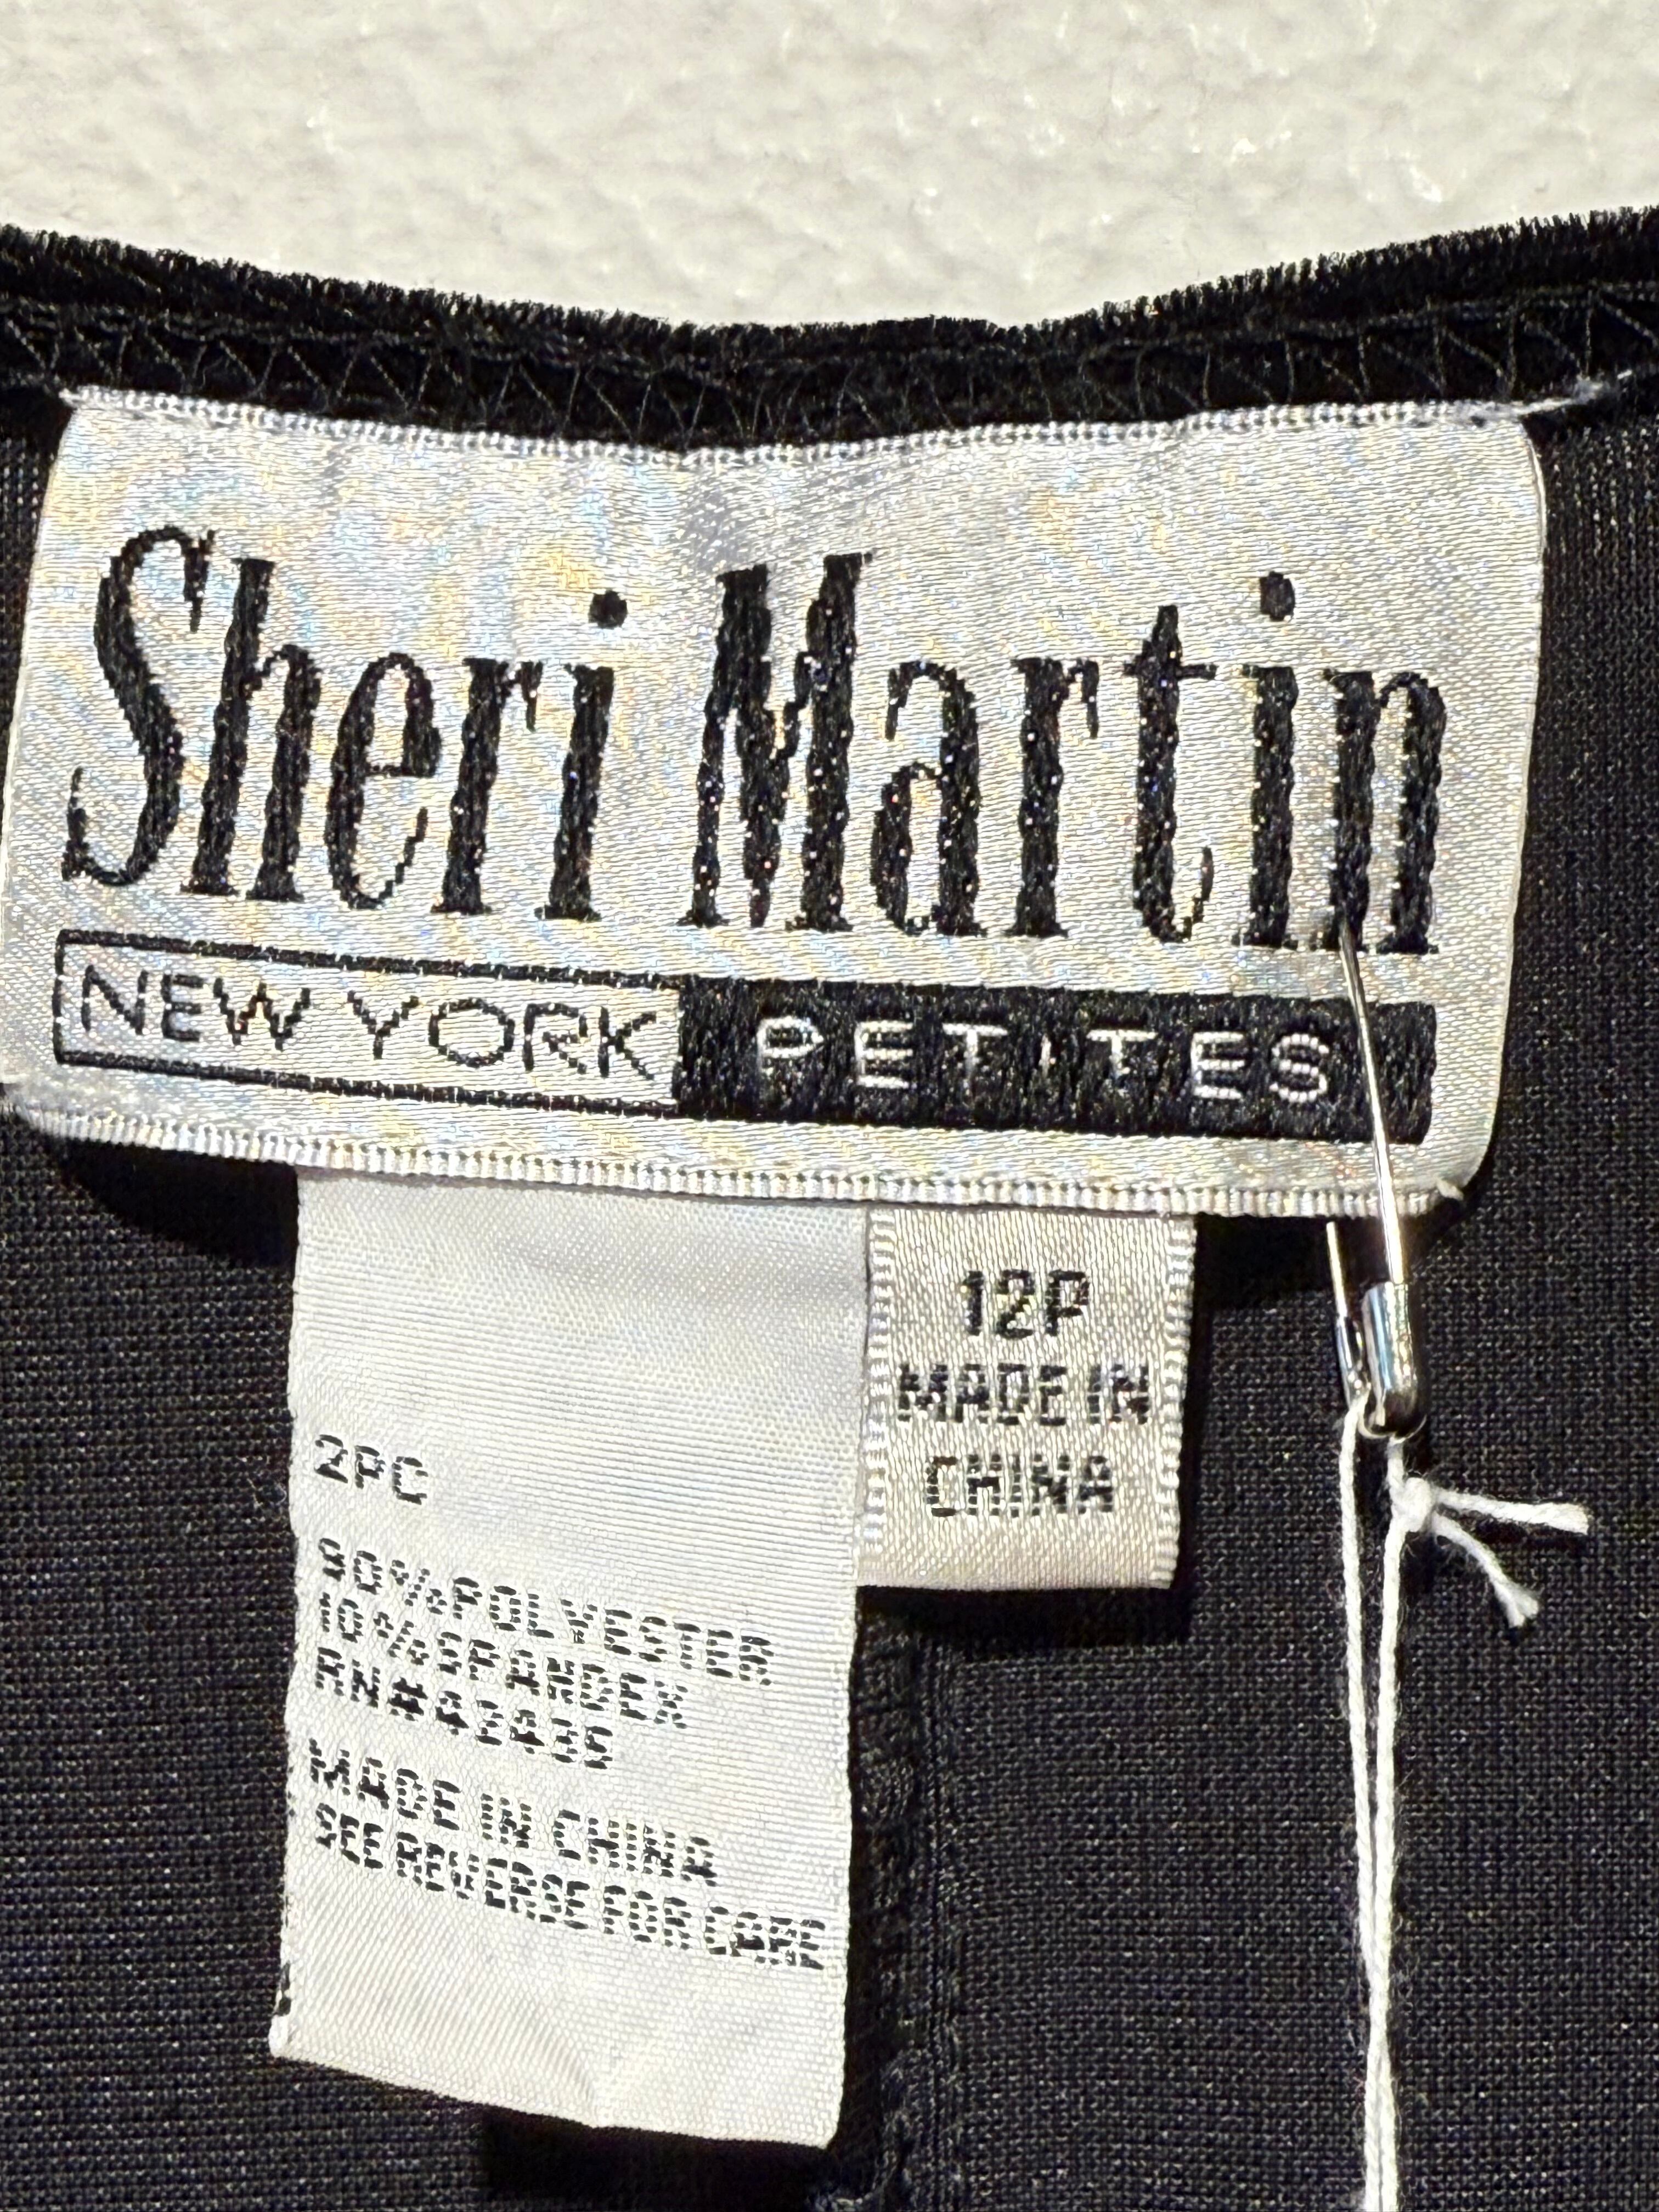 Sheri Martin
NEW YORK PETITES
12P
MADE IN
CHINA
2PC
90% POLYESTER
10% SPANDEX
MADE IN CHINA
SEE REVERSE FOR CARE